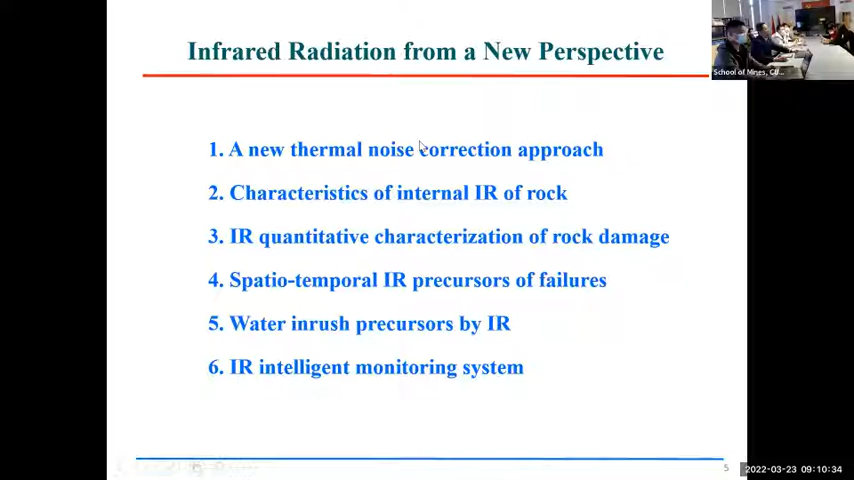 Infrared Radiation from a New Perspective
School of Mines, CU...
1. A new thermal noise correction approach
2. Characteristics of internal IR of rock
3. IR quantitative characterization of rock damage
4. Spatio-temporal IR precursors of failures
5. Water inrush precursors by IR
6. IR intelligent monitoring system
5
2022-03-23 09:10:34